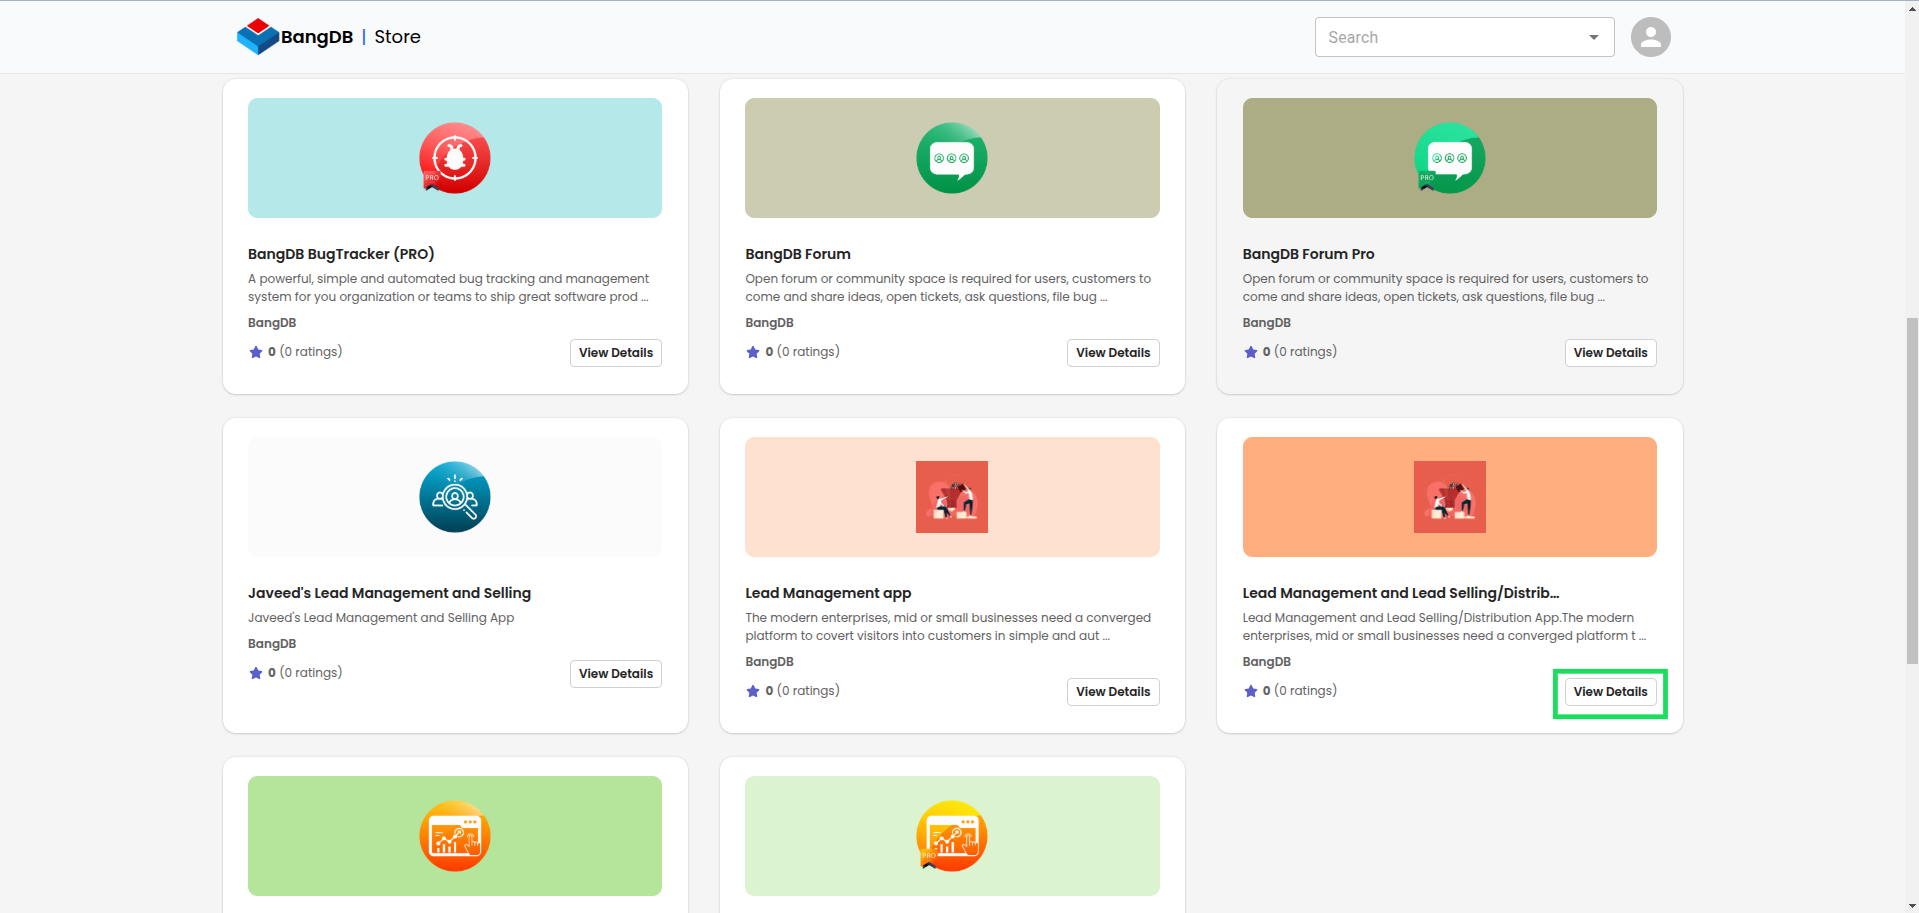 BangDB | Store
Search
PRO
PRO
BangDB BugTracker (PRO)
A powerful, simple and automated bug tracking and management
system for you organization or teams to ship great software prod ...
BangDB
0 (0 ratings)
View Details
BangDB Forum
Open forum or community space is required for users, customers to
come and share ideas, open tickets, ask questions, file bug ...
BangDB
0 (0 ratings)
View Details
BangDB Forum Pro
Open forum or community space is required for users, customers to
come and share ideas, open tickets, ask questions, file bug ...
BangDB
0 (0 ratings)
View Details
Javeed's Lead Management and Selling
Javeed's Lead Management and Selling App
BangDB
0 (0 ratings)
View Details
Lead Management app
The modern enterprises, mid or small businesses need a converged
platform to covert visitors into customers in simple and aut ...
BangDB
0 (0 ratings)
View Details
Lead Management and Lead Selling/Distrib...
Lead Management and Lead Selling/Distribution App.The modern
enterprises, mid or small businesses need a converged platform t ...
BangDB
0 (0 ratings)
View Details
PRO